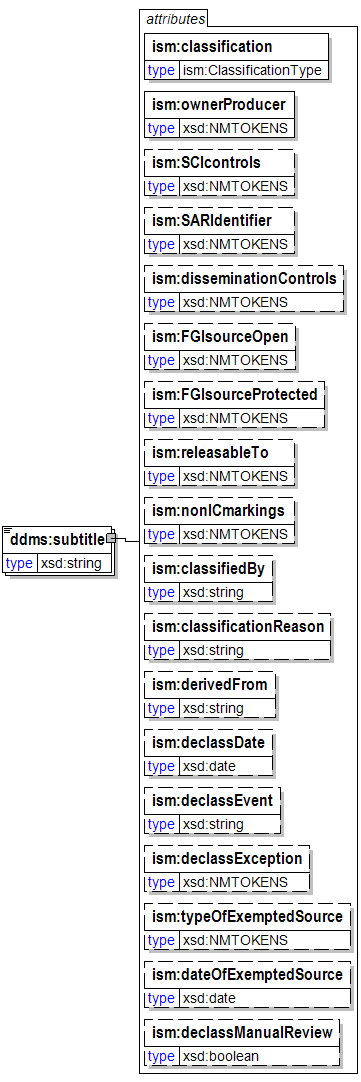 attributes
ism:classification
type ism:ClassificationType
ism:ownerProducer
type xsd:NMTOKENS
ism:SCIcontrols
type xsd:NMTOKENS
ism:SARIdentifier
type xsd:NMTOKENS
ism:disseminationControls
type xsd:NMTOKENS
ism:FGIsourceOpen
type xsd:NMTOKENS
ism:FGIsourceProtected
type xsd:NMTOKENS
ism:releasableTo
type xsd:NMTOKENS
ism:nonICmarkings
type xsd:NMTOKENS
ddms:subtitle
type xsd:string
ism:classifiedBy
type xsd:string
ism:classificationReason
type xsd:string
ism:derivedFrom
type xsd:string
ism:declassDate
type xsd:date
ism:declassEvent
type xsd:string
ism:declassException
type xsd:NMTOKENS
ism:typeOfExemptedSource
type xsd:NMTOKENS
ism:dateOfExemptedSource
type xsd:date
ism:declassManualReview
type xsd:boolean